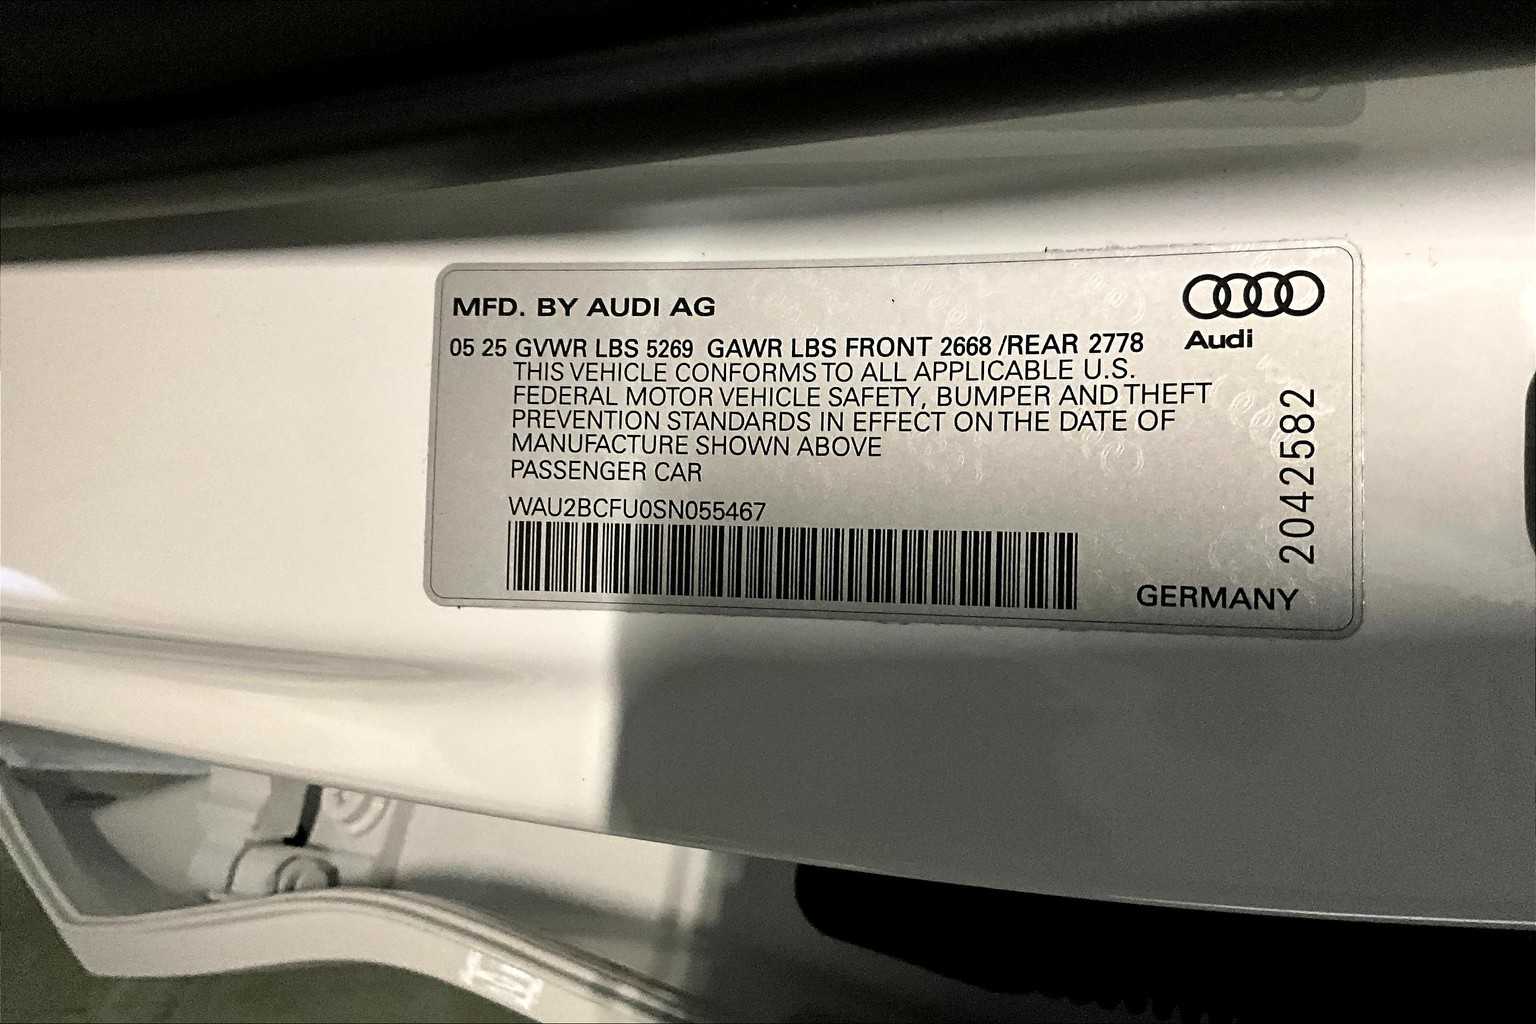 MFD. BY AUDI AG
Audi
05 25 GVWR LBS 5269 GAWR LBS FRONT 2668 /REAR 2778
THIS VEHICLE CONFORMS TO ALL APPLICABLE U.S.
FEDERAL MOTOR VEHICLE SAFETY, BUMPER AND THEFT
PREVENTION STANDARDS IN EFFECT ON THE DATE OF
MANUFACTURE SHOWN ABOVE
PASSENGER CAR
WAU2BCFU0SN055467
2042582
GERMANY